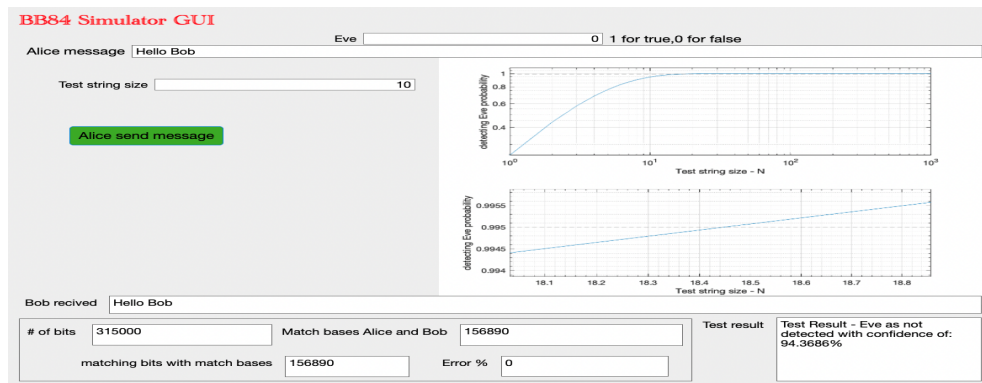 BB84 Simulator GUI
Eve 0 1 for true,0 for false
Alice message Hello Bob
Test string size 10
Alice send message
detecting Eve probability
1
0.8
0.6
0.4
10^0 10^1 10^2 10^3
Test string size - N
detecting Eve probability
0.9955
0.995
0.9945
0.994
18.1 18.2 18.3 18.4 18.5 18.6 18.7 18.8
Test string size - N
Bob recived Hello Bob
# of bits 315000 Match bases Alice and Bob 156890
matching bits with match bases 156890 Error % 0
Test result Test Result - Eve as not
detected with confidence of:
94.3686%